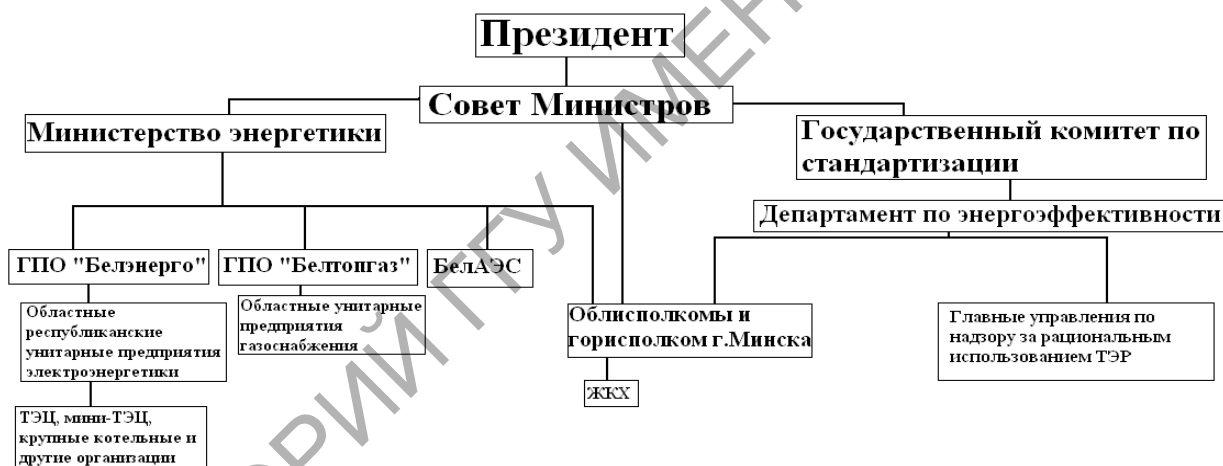 Президент
Совет Министров
Министерство энергетики
Государственный комитет по
стандартизации
Департамент по энергоэффективности
ГПО "Белэнерго"
ГПО "Белтопгаз"
БелАЭС
Областные
республиканские
унитарные предприятия
электроэнергетики
Областные унитарные
предприятия
газоснабжения
Облисполкомы и
горисполком г.Минска
Главные управления по
надзору за рациональным
использованием ТЭР
ЖКХ
ТЭЦ, мини-ТЭЦ,
крупные котельные и
другие организации
ГГУ